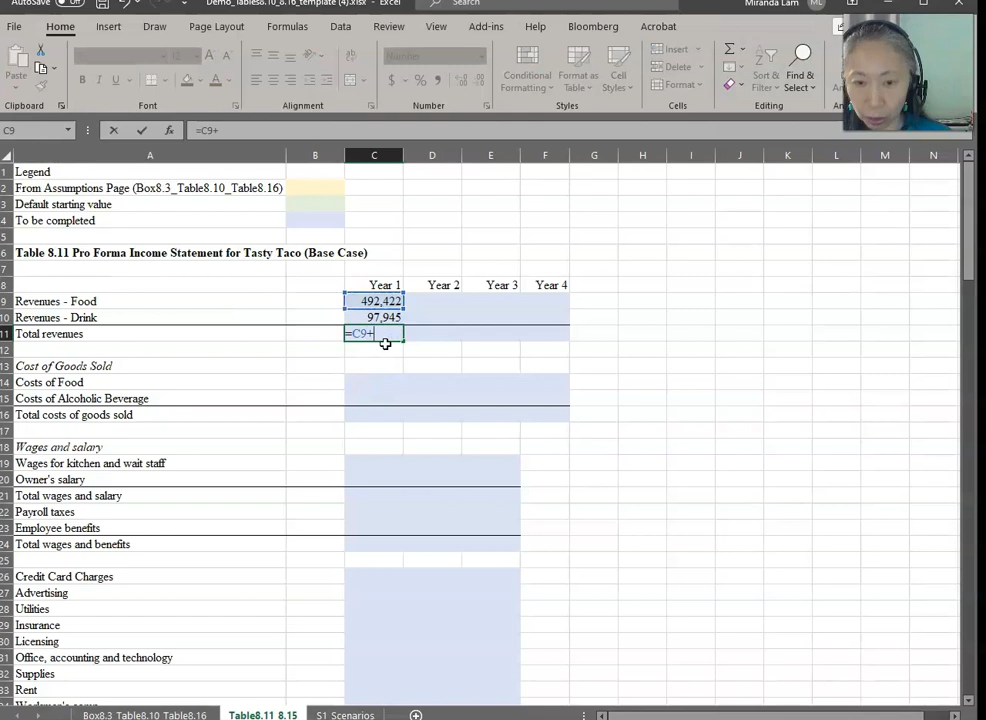 AutoSave Off Demo_Tables8.10_8.16_template (4).xlsx - Excel Search Miranda Lam ML
File Home Insert Draw Page Layout Formulas Data Review View Add-ins Help Bloomberg Acrobat
Paste B I U $ % Conditional Formatting Format as Table Cell Styles Insert Delete Format Sort & Filter Find & Select
Clipboard Font Alignment Number Styles Cells Editing
C9 fx =C9+
A B C D E F G H I J K L M N
1 Legend
2 From Assumptions Page (Box8.3_Table8.10_Table8.16)
3 Default starting value
4 To be completed
5
6 Table 8.11 Pro Forma Income Statement for Tasty Taco (Base Case)
7
8 Year 1 Year 2 Year 3 Year 4
9 Revenues - Food 492,422
10 Revenues - Drink 97,945
11 Total revenues =C9+
12
13 Cost of Goods Sold
14 Costs of Food
15 Costs of Alcoholic Beverage
16 Total costs of goods sold
17
18 Wages and salary
19 Wages for kitchen and wait staff
20 Owner's salary
21 Total wages and salary
22 Payroll taxes
23 Employee benefits
24 Total wages and benefits
25
26 Credit Card Charges
27 Advertising
28 Utilities
29 Insurance
30 Licensing
31 Office, accounting and technology
32 Supplies
33 Rent
Box8.3_Table8.10_Table8.16 Table8.11_8.15 S1 Scenarios